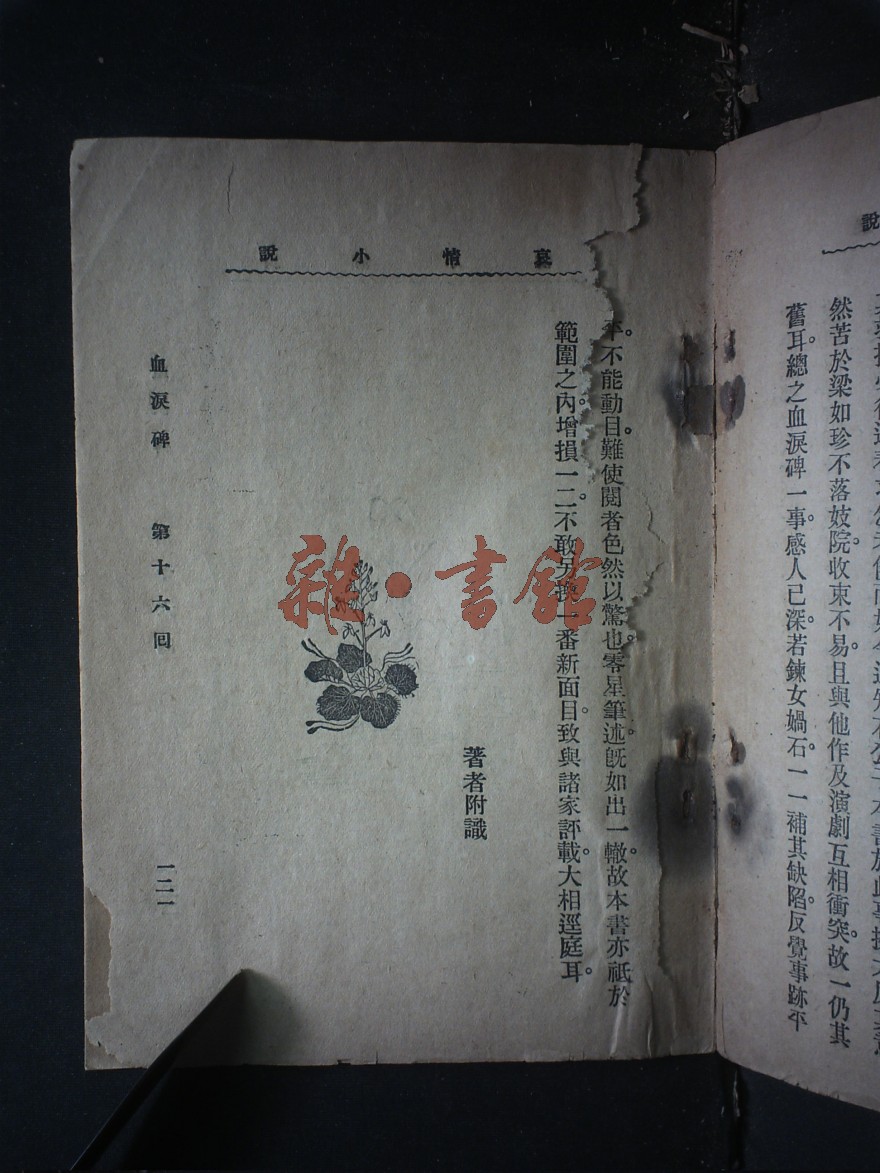 說
然苦於梁如珍不落妓院。收束不易。且與他作及演劇互相衝突。故一仍其
舊耳。總之血淚碑一事。感人已深。若鍊女媧石。一一補其缺陷。反覺事跡平
哀情小說
平。不能動目。難使閱者色然以驚也。零星筆述。旣如出一轍。故本書亦祇於
範圍之內。增損一二。不敢另換一番新面目。致與諸家評載。大相逕庭耳。
著者附識
血淚碑 第十六回 一二一
雜·書館